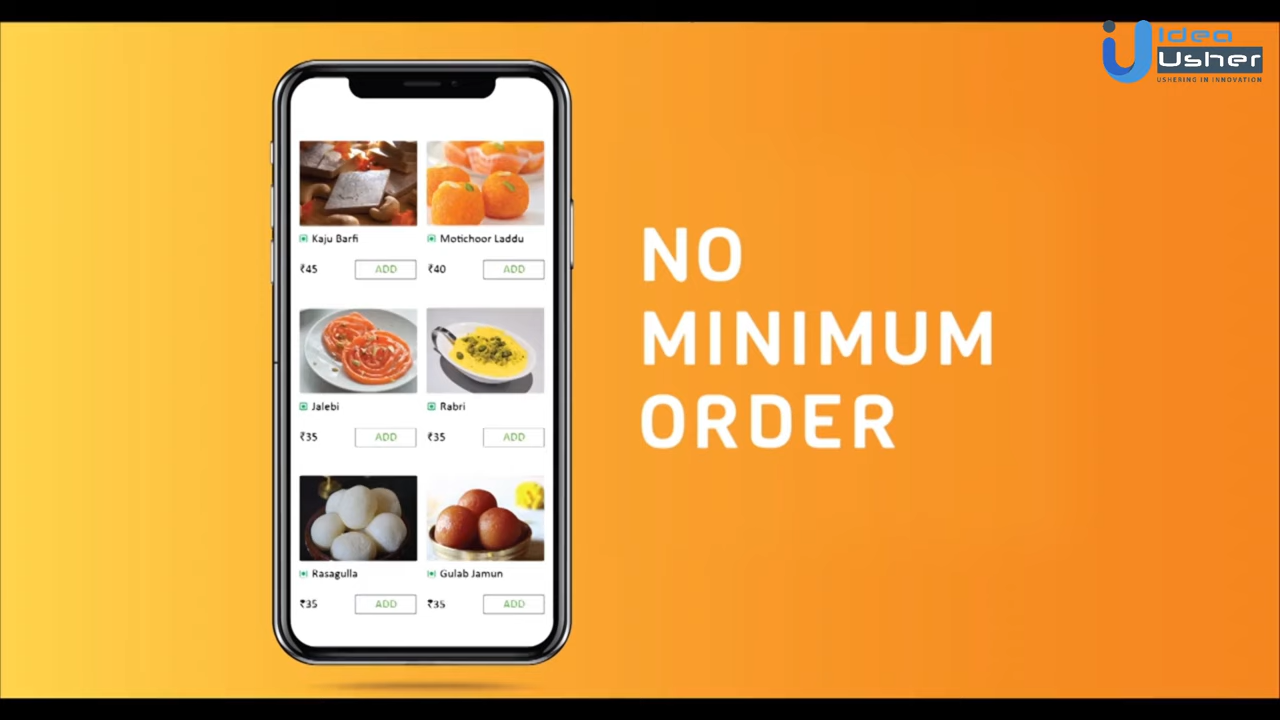 Idea
Usher
USHERING IN INNOVATION
Kaju Barfi
Motichoor Laddu
₹45
ADD
₹40
ADD
Jalebi
Rabri
₹35
ADD
₹35
ADD
Rasagulla
Gulab Jamun
₹35
ADD
₹35
ADD
NO
MINIMUM
ORDER